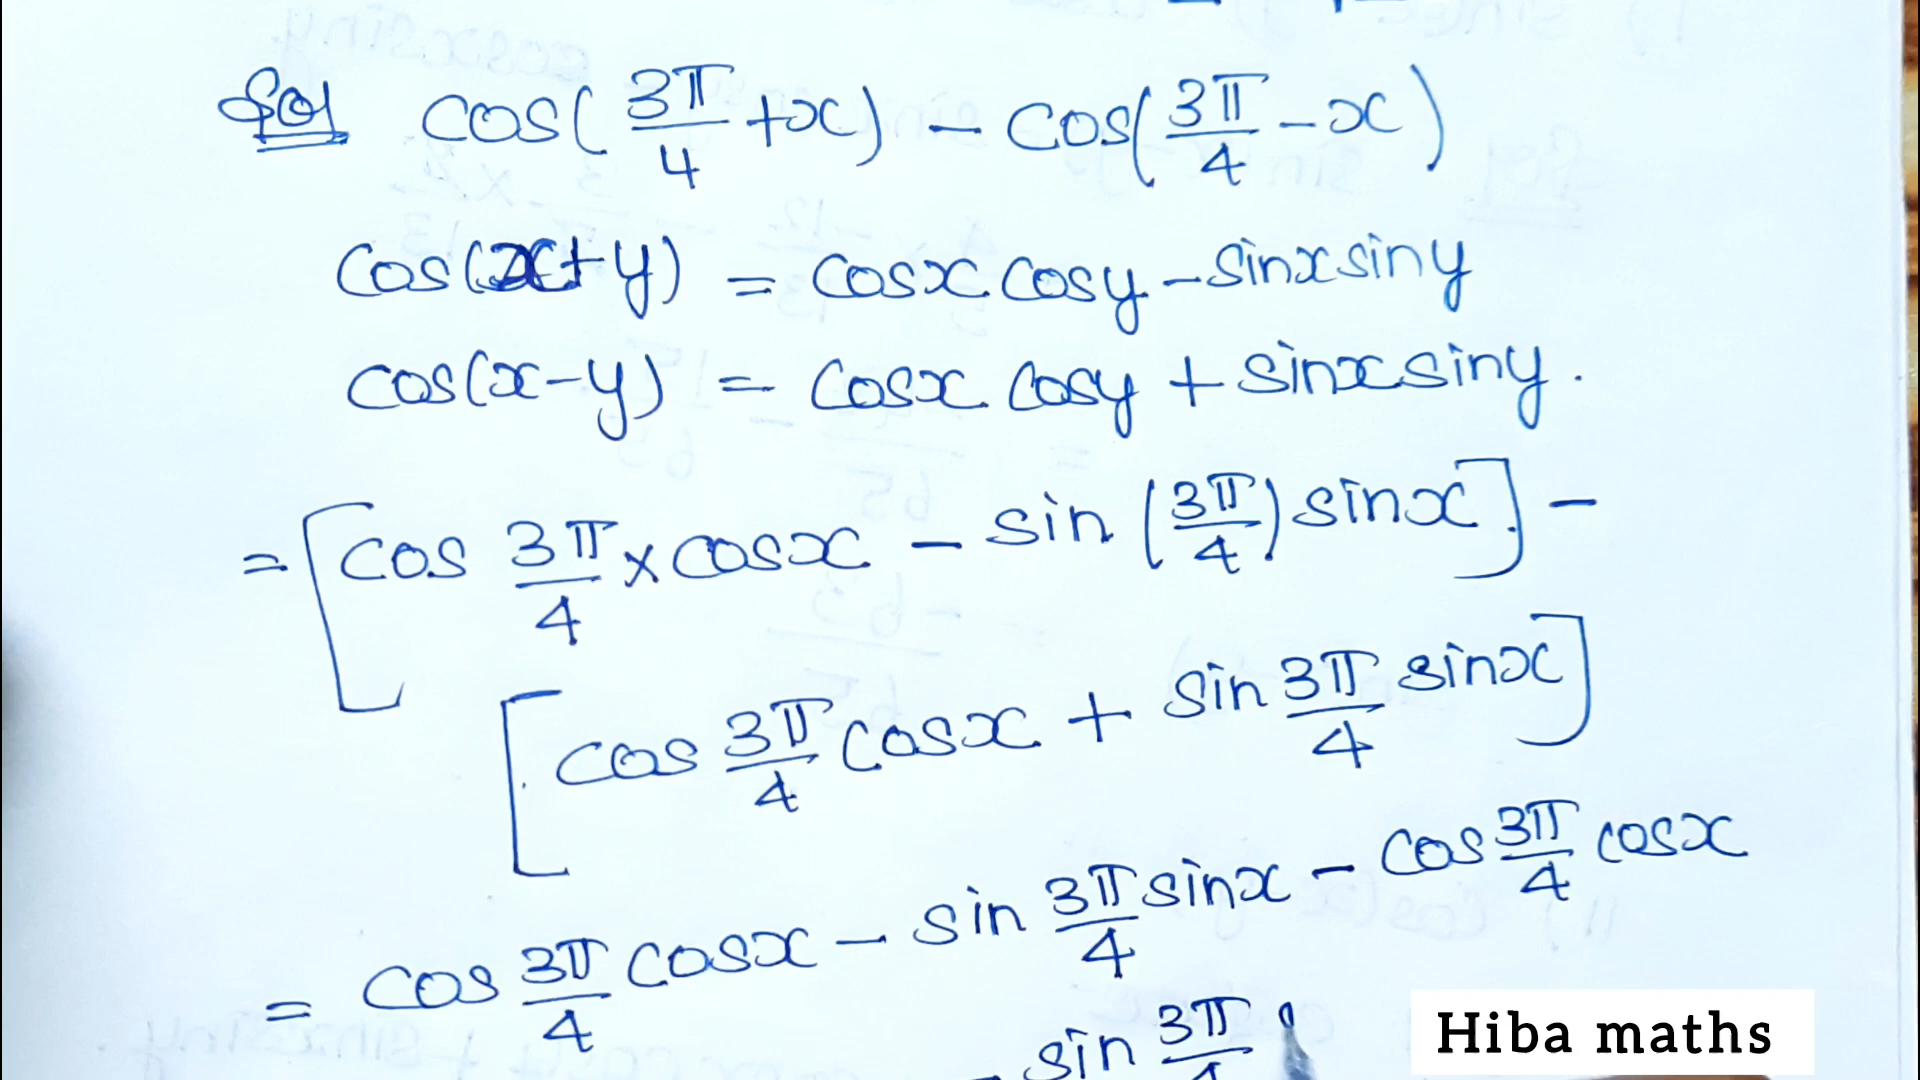 Sol cos(3π/4 + x) - cos(3π/4 - x)
cos(x+y) = cosx cosy - sinx siny
cos(x-y) = cosx cosy + sinx siny.
= [cos 3π/4 × cosx - sin (3π/4) sinx] -
[cos 3π/4 cosx + sin 3π/4 sinx]
= cos 3π/4 cosx - sin 3π/4 sinx - cos 3π/4 cosx
- sin 3π/4
Hiba maths